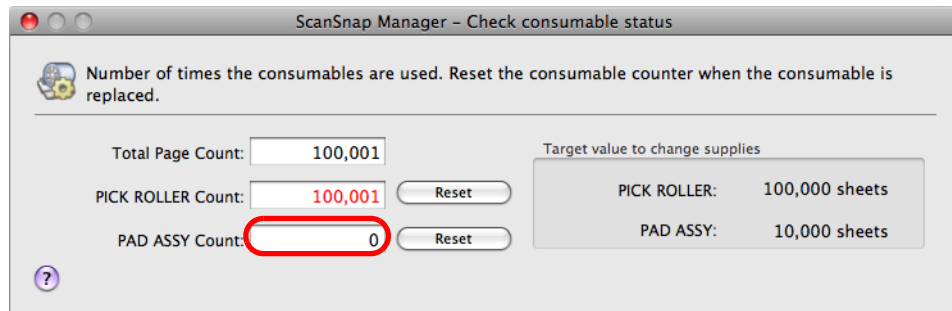 ScanSnap Manager – Check consumable status
Number of times the consumables are used. Reset the consumable counter when the consumable is
replaced.
Total Page Count: 100,001
Target value to change supplies
PICK ROLLER Count: 100,001 Reset
PICK ROLLER: 100,000 sheets
PAD ASSY Count: 0 Reset
PAD ASSY: 10,000 sheets
?